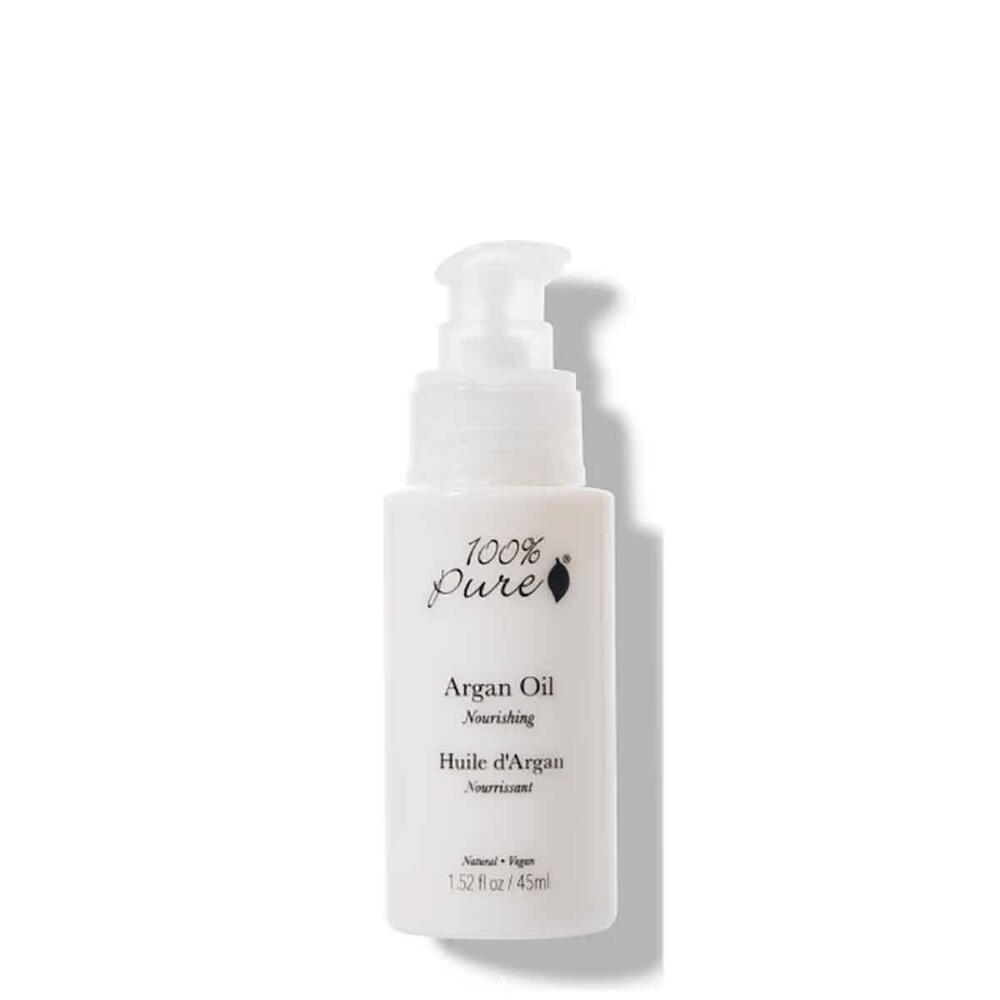 100%
Pure®
Argan Oil
Nourishing
Huile d'Argan
Nourrissant
Natural • Vegan
1.52 fl oz / 45ml